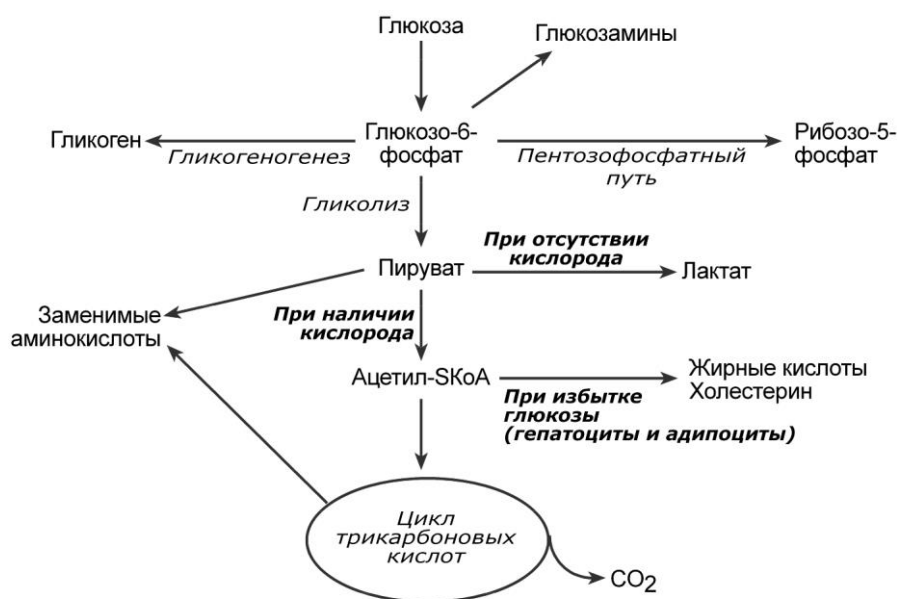 Глюкоза
Глюкозамины
Гликоген
Гликогеногенез
Глюкозо-6-
фосфат
Пентозофосфатный
путь
Рибозо-5-
фосфат
Гликолиз
При отсутствии
кислорода
Пируват
Лактат
Заменимые
аминокислоты
При наличии
кислорода
Ацетил-SКоА
Жирные кислоты
Холестерин
При избытке
глюкозы
(гепатоциты и адипоциты)
Цикл
трикарбоновых
кислот
CO2